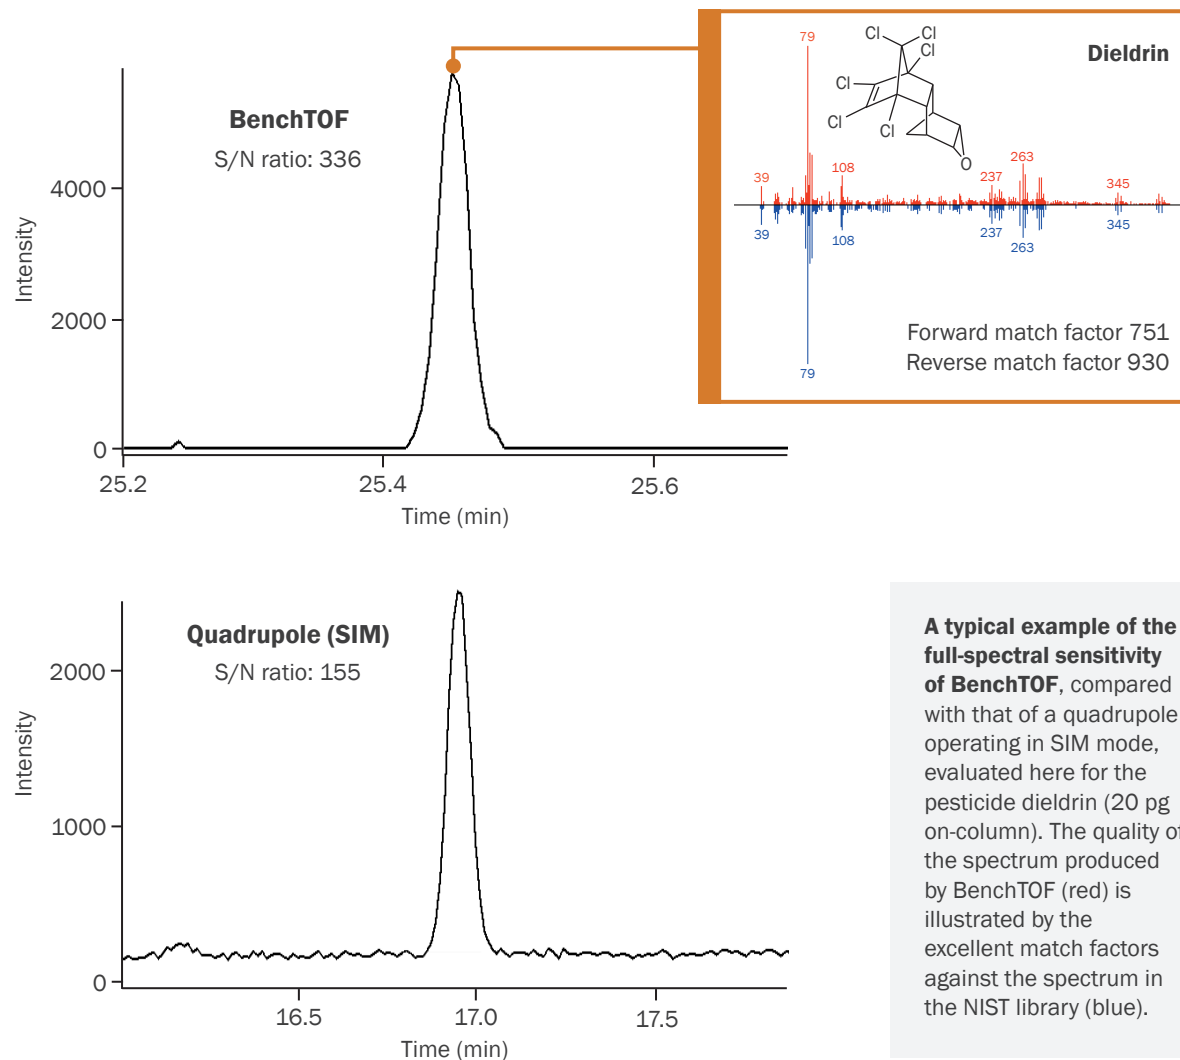 BenchTOF
S/N ratio: 336
Intensity
4000
2000
0
25.2
25.4
25.6
Time (min)
Dieldrin
79
Cl
Cl
Cl
Cl
Cl
Cl
O
39
108
237
263
345
39
108
237
263
345
79
Forward match factor 751
Reverse match factor 930
Quadrupole (SIM)
S/N ratio: 155
Intensity
2000
1000
0
16.5
17.0
17.5
Time (min)
A typical example of the
full-spectral sensitivity
of BenchTOF, compared
with that of a quadrupole
operating in SIM mode,
evaluated here for the
pesticide dieldrin (20 pg
on-column). The quality of
the spectrum produced
by BenchTOF (red) is
illustrated by the
excellent match factors
against the spectrum in
the NIST library (blue).